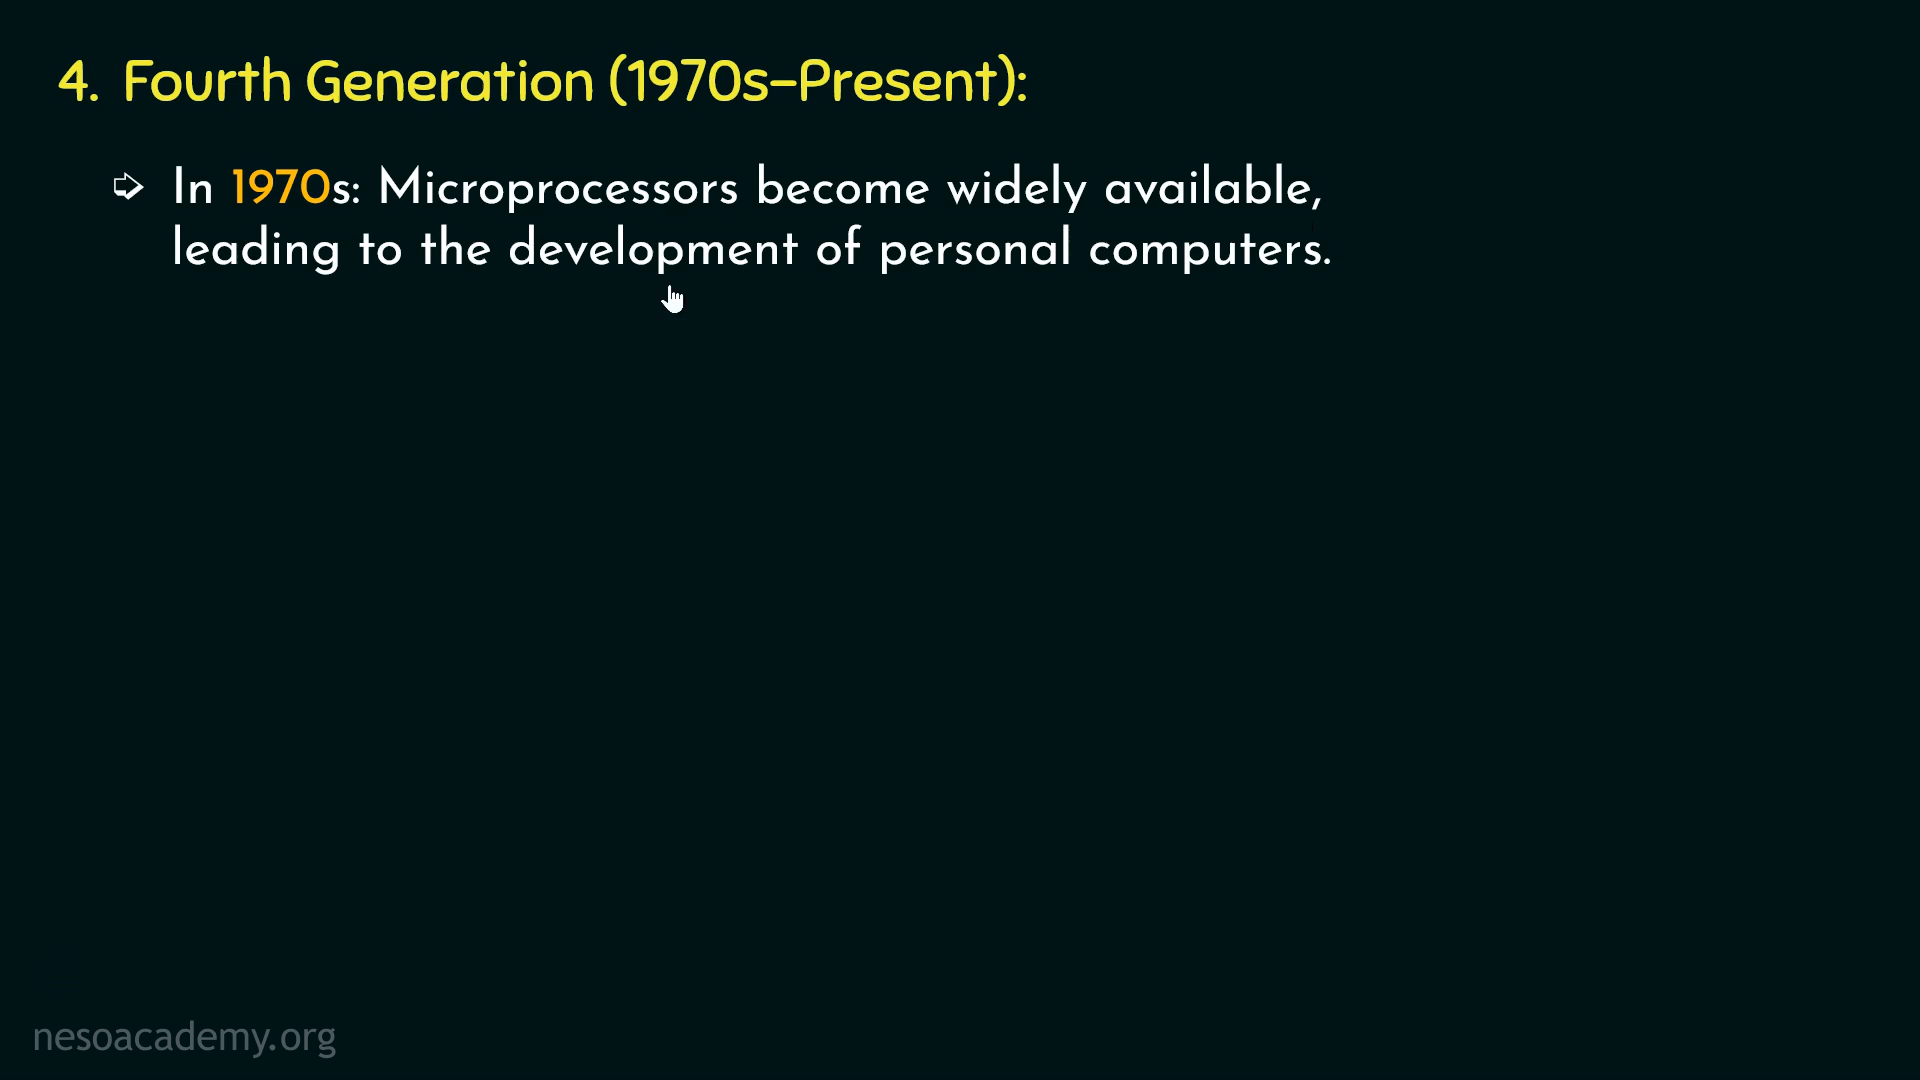 4. Fourth Generation (1970s–Present):
➩ In 1970s: Microprocessors become widely available,
leading to the development of personal computers.
nesoacademy.org